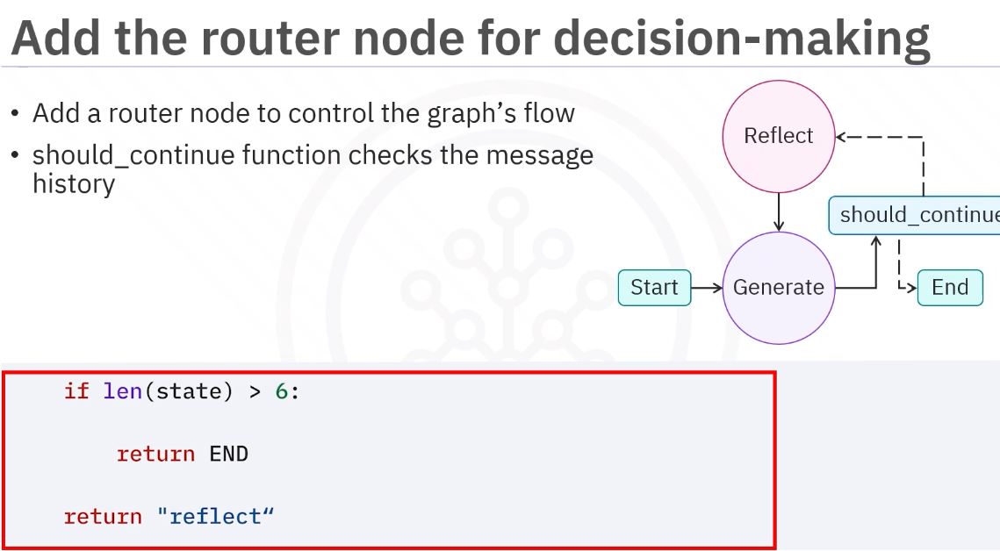 Add the router node for decision-making
• Add a router node to control the graph’s flow
• should_continue function checks the message
history
Reflect
should_continue
Start
Generate
End
if len(state) > 6:
return END
return "reflect“